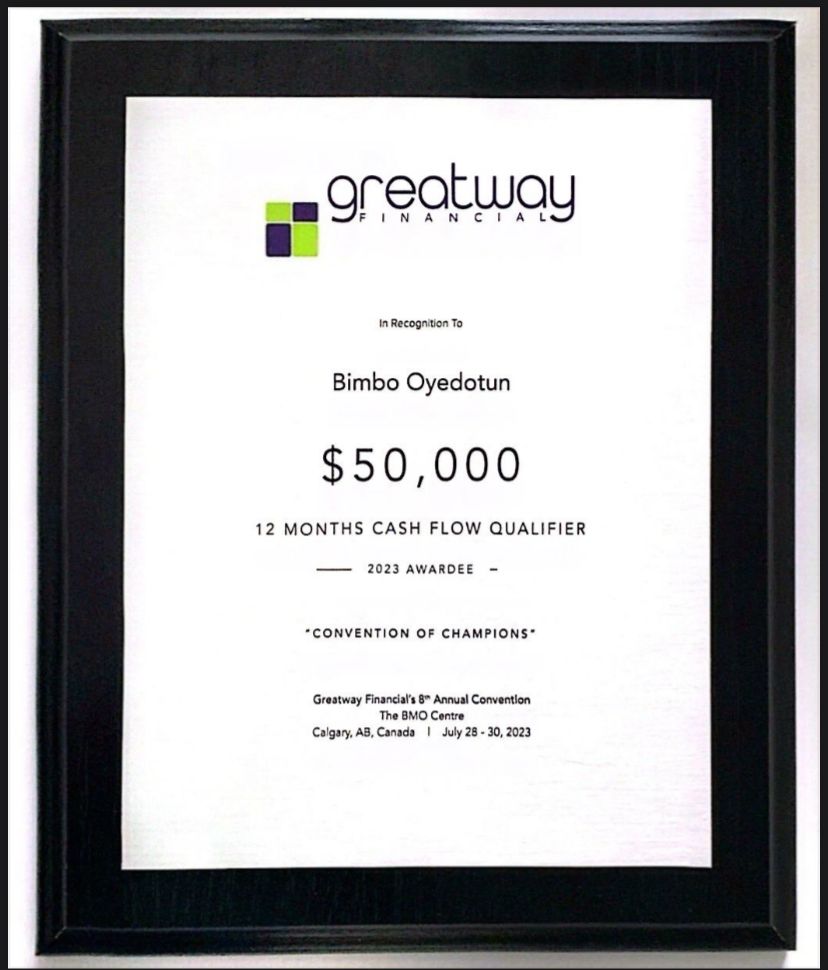 greatway
FINANCIAL
In Recognition To
Bimbo Oyedotun
$50,000
12 MONTHS CASH FLOW QUALIFIER
2023 AWARDEE
"CONVENTION OF CHAMPIONS"
Greatway Financial's 8th Annual Convention
The BMO Centre
Calgary, AB, Canada | July 28 - 30, 2023